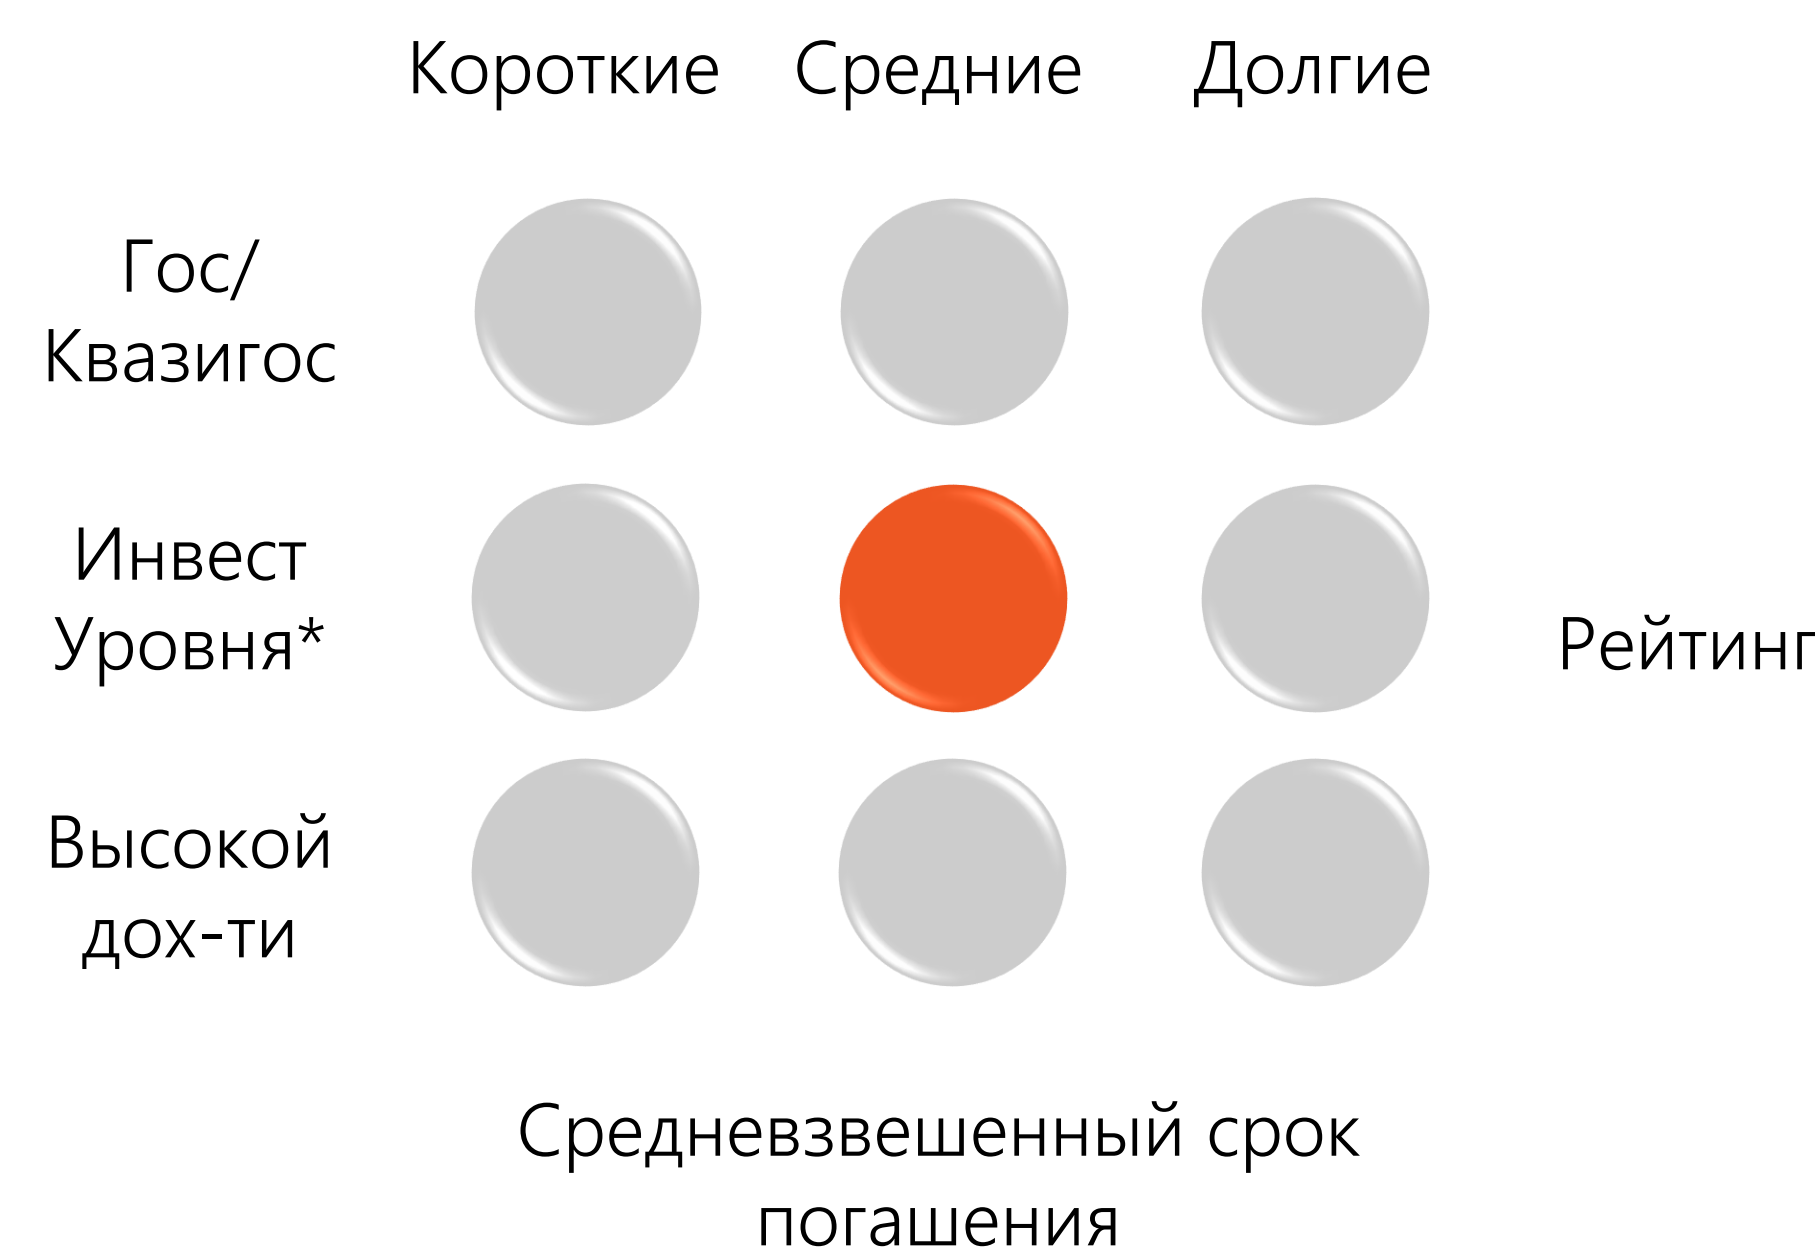 Короткие Средние Долгие
Гос/
Квазигос
Инвест
Уровня*
Рейтинг
Высокой
дох-ти
Средневзвешенный срок
погашения